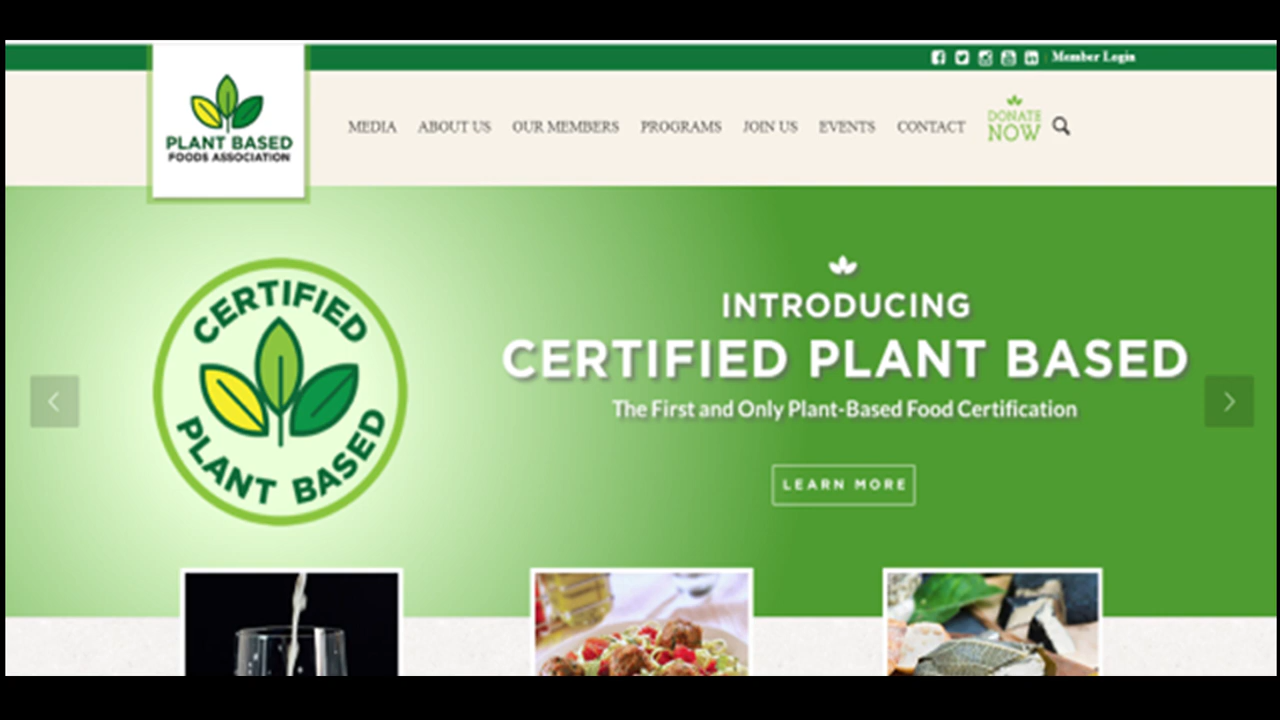 Member Login
PLANT BASED
FOODS ASSOCIATION
MEDIA ABOUT US OUR MEMBERS PROGRAMS JOIN US EVENTS CONTACT
DONATE
NOW
CERTIFIED
PLANT BASED
INTRODUCING
CERTIFIED PLANT BASED
The First and Only Plant-Based Food Certification
LEARN MORE